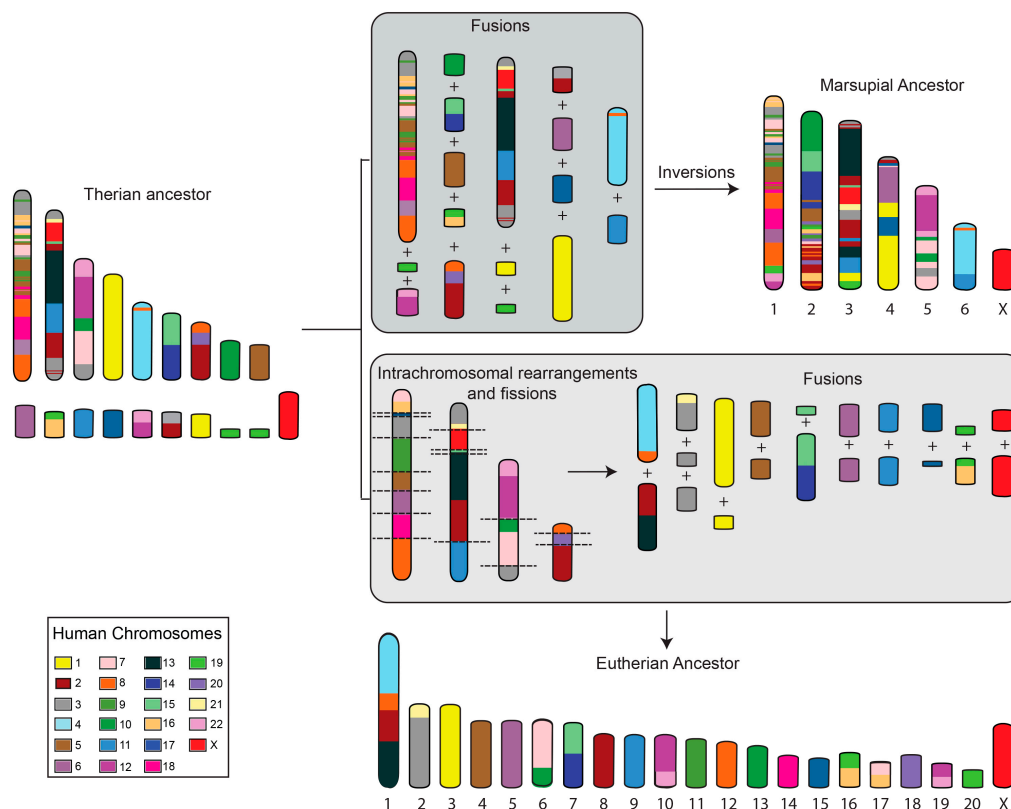 Fusions
+
+
+
+
+
+
+
+
+
+
+
+
+
Therian ancestor
Inversions
Marsupial Ancestor
1 2 3 4 5 6 X
Intrachromosomal rearrangements
and fissions
Fusions
+
+
+
+
+
+
+
+
+
+
+
Human Chromosomes
1 7 13 19
2 8 14 20
3 9 15 21
4 10 16 22
5 11 17 X
6 12 18
Eutherian Ancestor
1 2 3 4 5 6 7 8 9 10 11 12 13 14 15 16 17 18 19 20 X